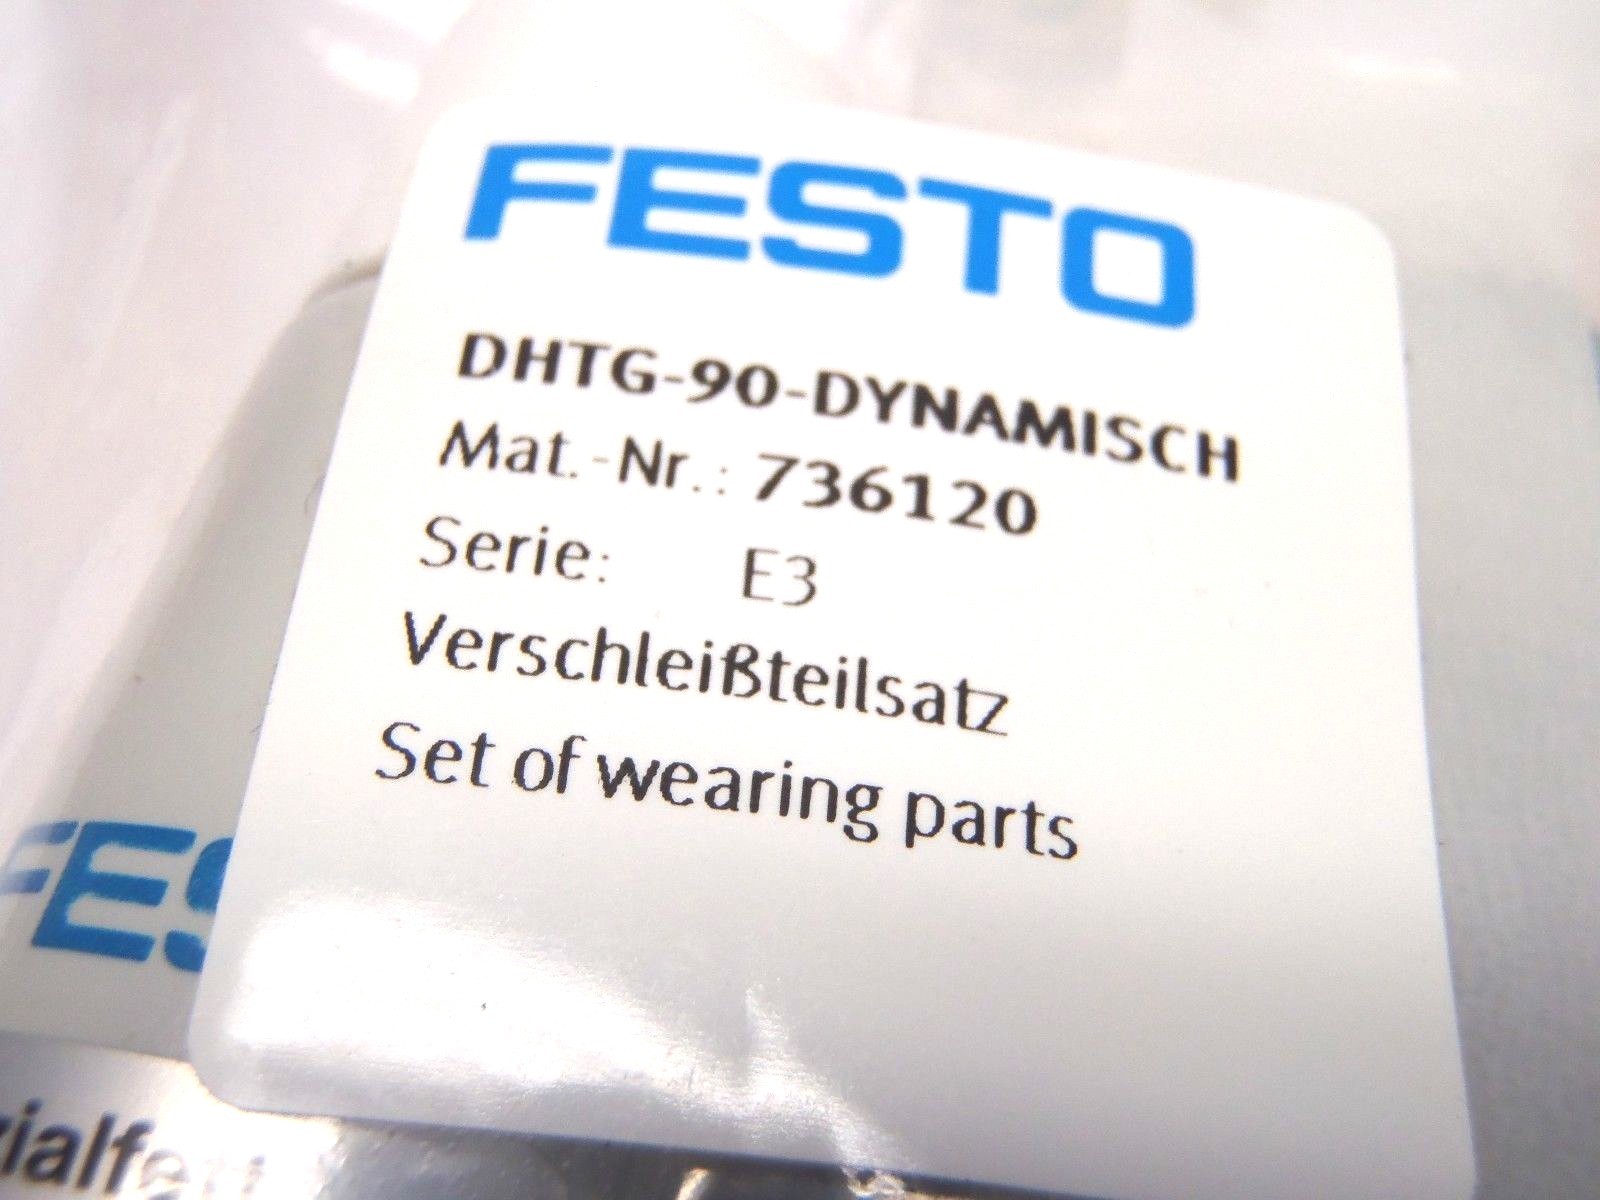 FESTO
DHTG-90-DYNAMISCH
Mat.-Nr.: 736120
Serie: E3
Verschleißteilsatz
Set of wearing parts
FES